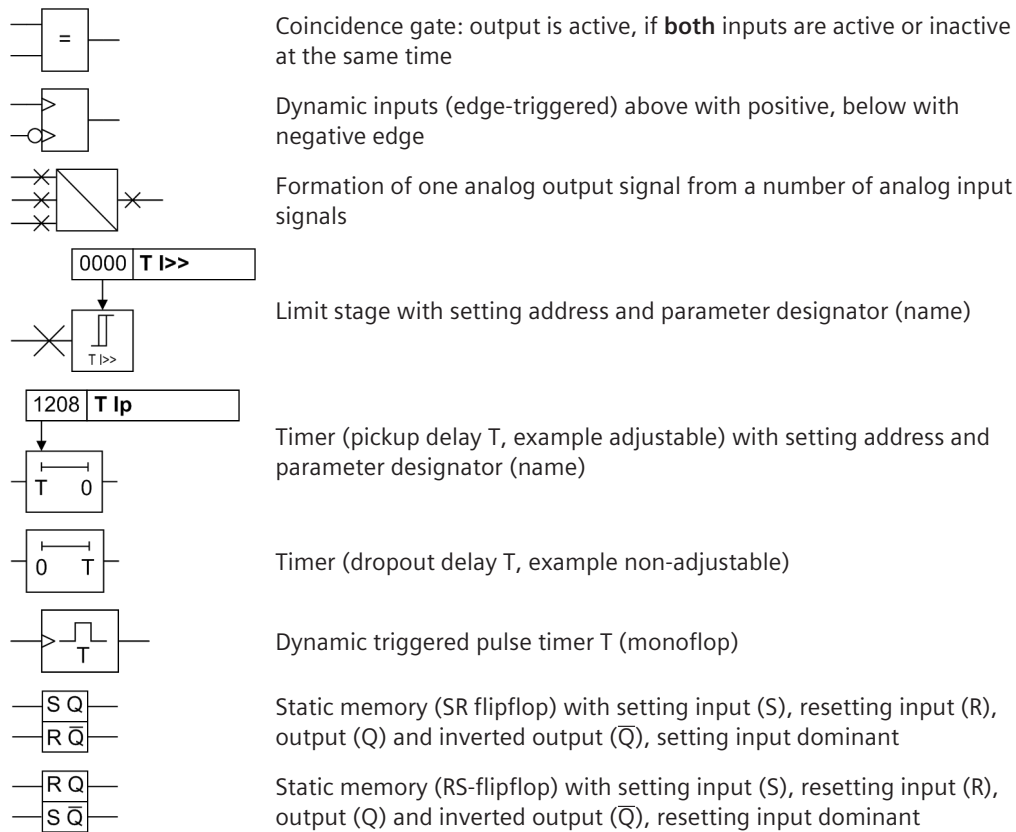 =
Coincidence gate: output is active, if both inputs are active or inactive
at the same time
Dynamic inputs (edge-triggered) above with positive, below with
negative edge
Formation of one analog output signal from a number of analog input
signals
0000 T I>>
T I>>
Limit stage with setting address and parameter designator (name)
1208 T Ip
T 0
Timer (pickup delay T, example adjustable) with setting address and
parameter designator (name)
0 T
Timer (dropout delay T, example non-adjustable)
T
Dynamic triggered pulse timer T (monoflop)
S Q
R Q̅
Static memory (SR flipflop) with setting input (S), resetting input (R),
output (Q) and inverted output (Q̅), setting input dominant
R Q
S Q̅
Static memory (RS-flipflop) with setting input (S), resetting input (R),
output (Q) and inverted output (Q̅), resetting input dominant